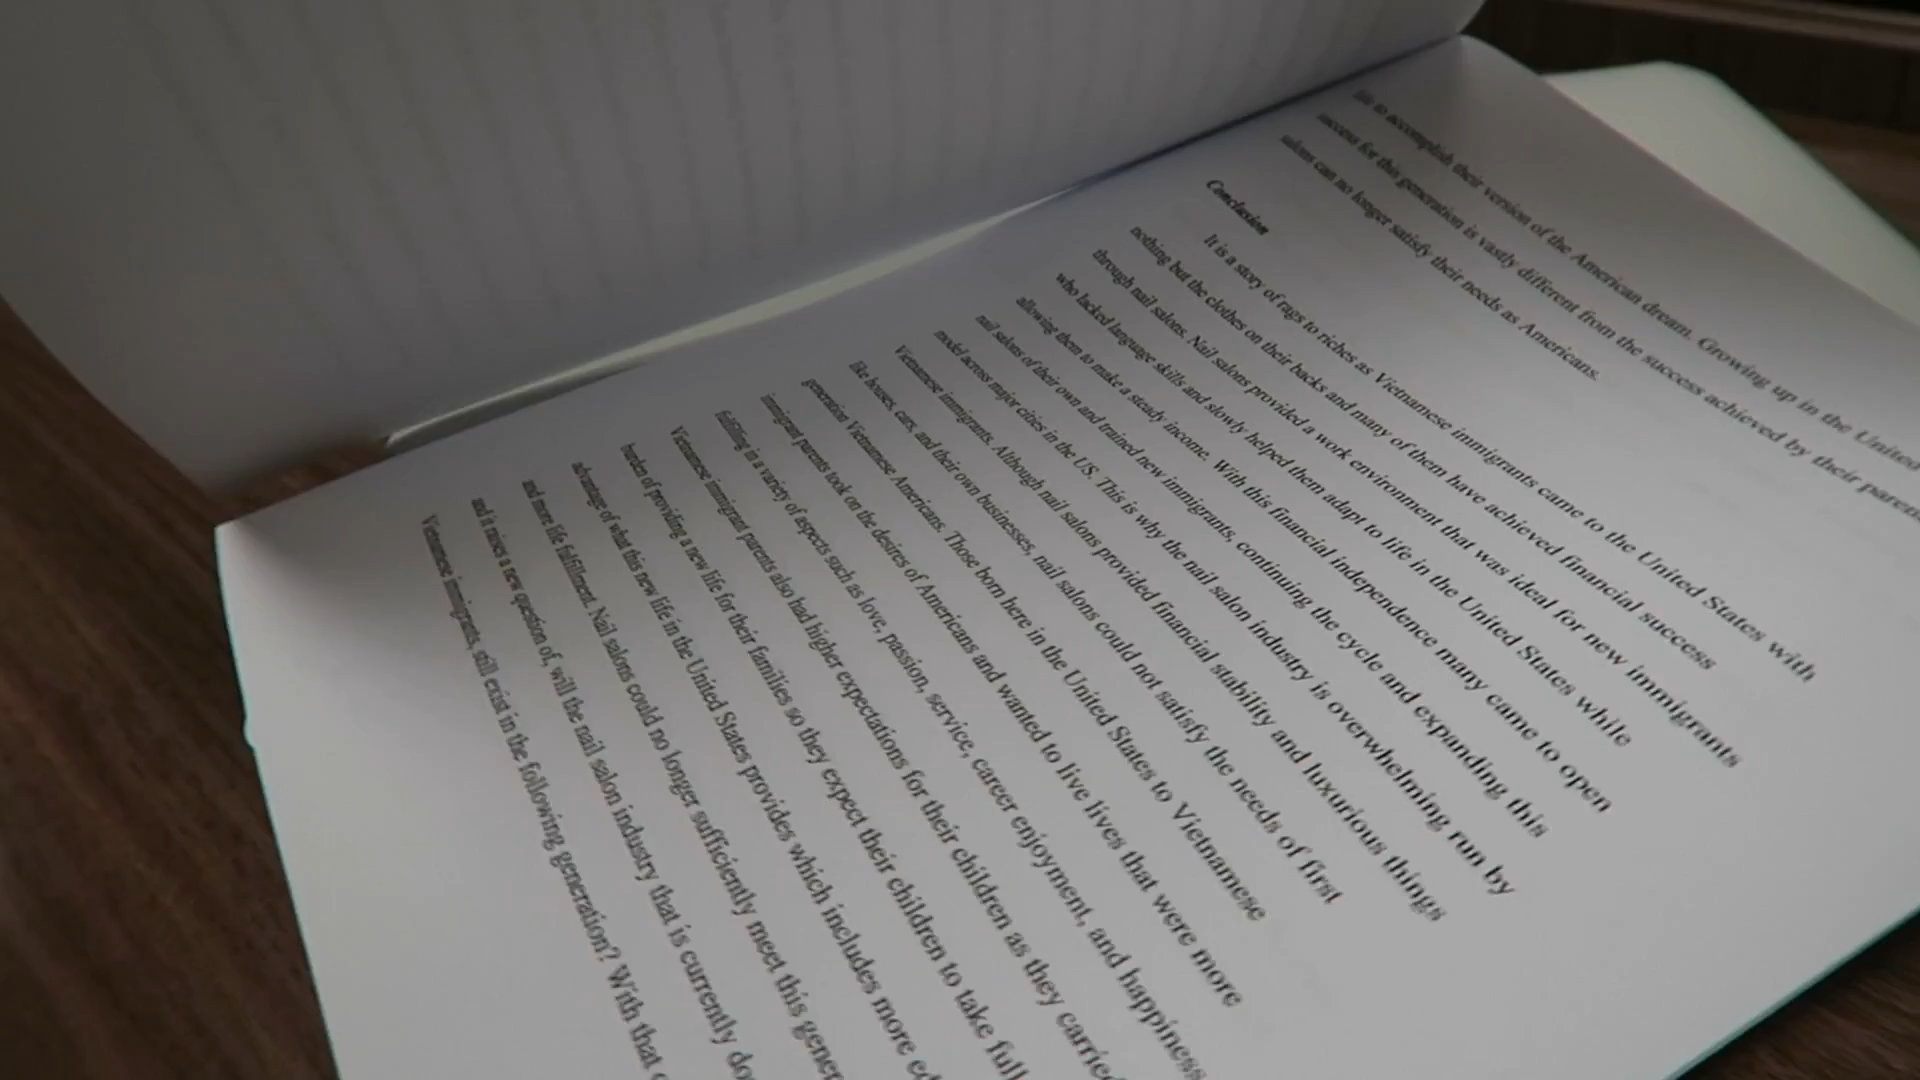 life to accomplish their version of the American dream. Growing up in the United
success for this generation is vastly different from the success achieved by their paren
salons can no longer satisfy their needs as Americans.
Conclusion
It is a story of rags to riches as Vietnamese immigrants came to the United States with
nothing but the clothes on their backs and many of them have achieved financial success
through nail salons. Nail salons provided a work environment that was ideal for new immigrants
who lacked language skills and slowly helped them adapt to life in the United States while
allowing them to make a steady income. With this financial independence many came to open
nail salons of their own and trained new immigrants, continuing the cycle and expanding this
model across major cities in the US. This is why the nail salon industry is overwhelming run by
Vietnamese immigrants. Although nail salons provided financial stability and luxurious things
like houses, cars, and their own businesses, nail salons could not satisfy the needs of first
generation Vietnamese Americans. Those born here in the United States to Vietnamese
immigrant parents took on the desires of Americans and wanted to live lives that were more
fulfilling in a variety of aspects such as love, passion, service, career enjoyment, and happiness
Vietnamese immigrant parents also had higher expectations for their children as they carried
burden of providing a new life for their families so they expect their children to take full
advantage of what this new life in the United States provides which includes more ed
and more life fulfillment. Nail salons could no longer sufficiently meet this gener
and it raises a new question of, will the nail salon industry that is currently do
Vietnamese immigrants, still exist in the following generation? With that